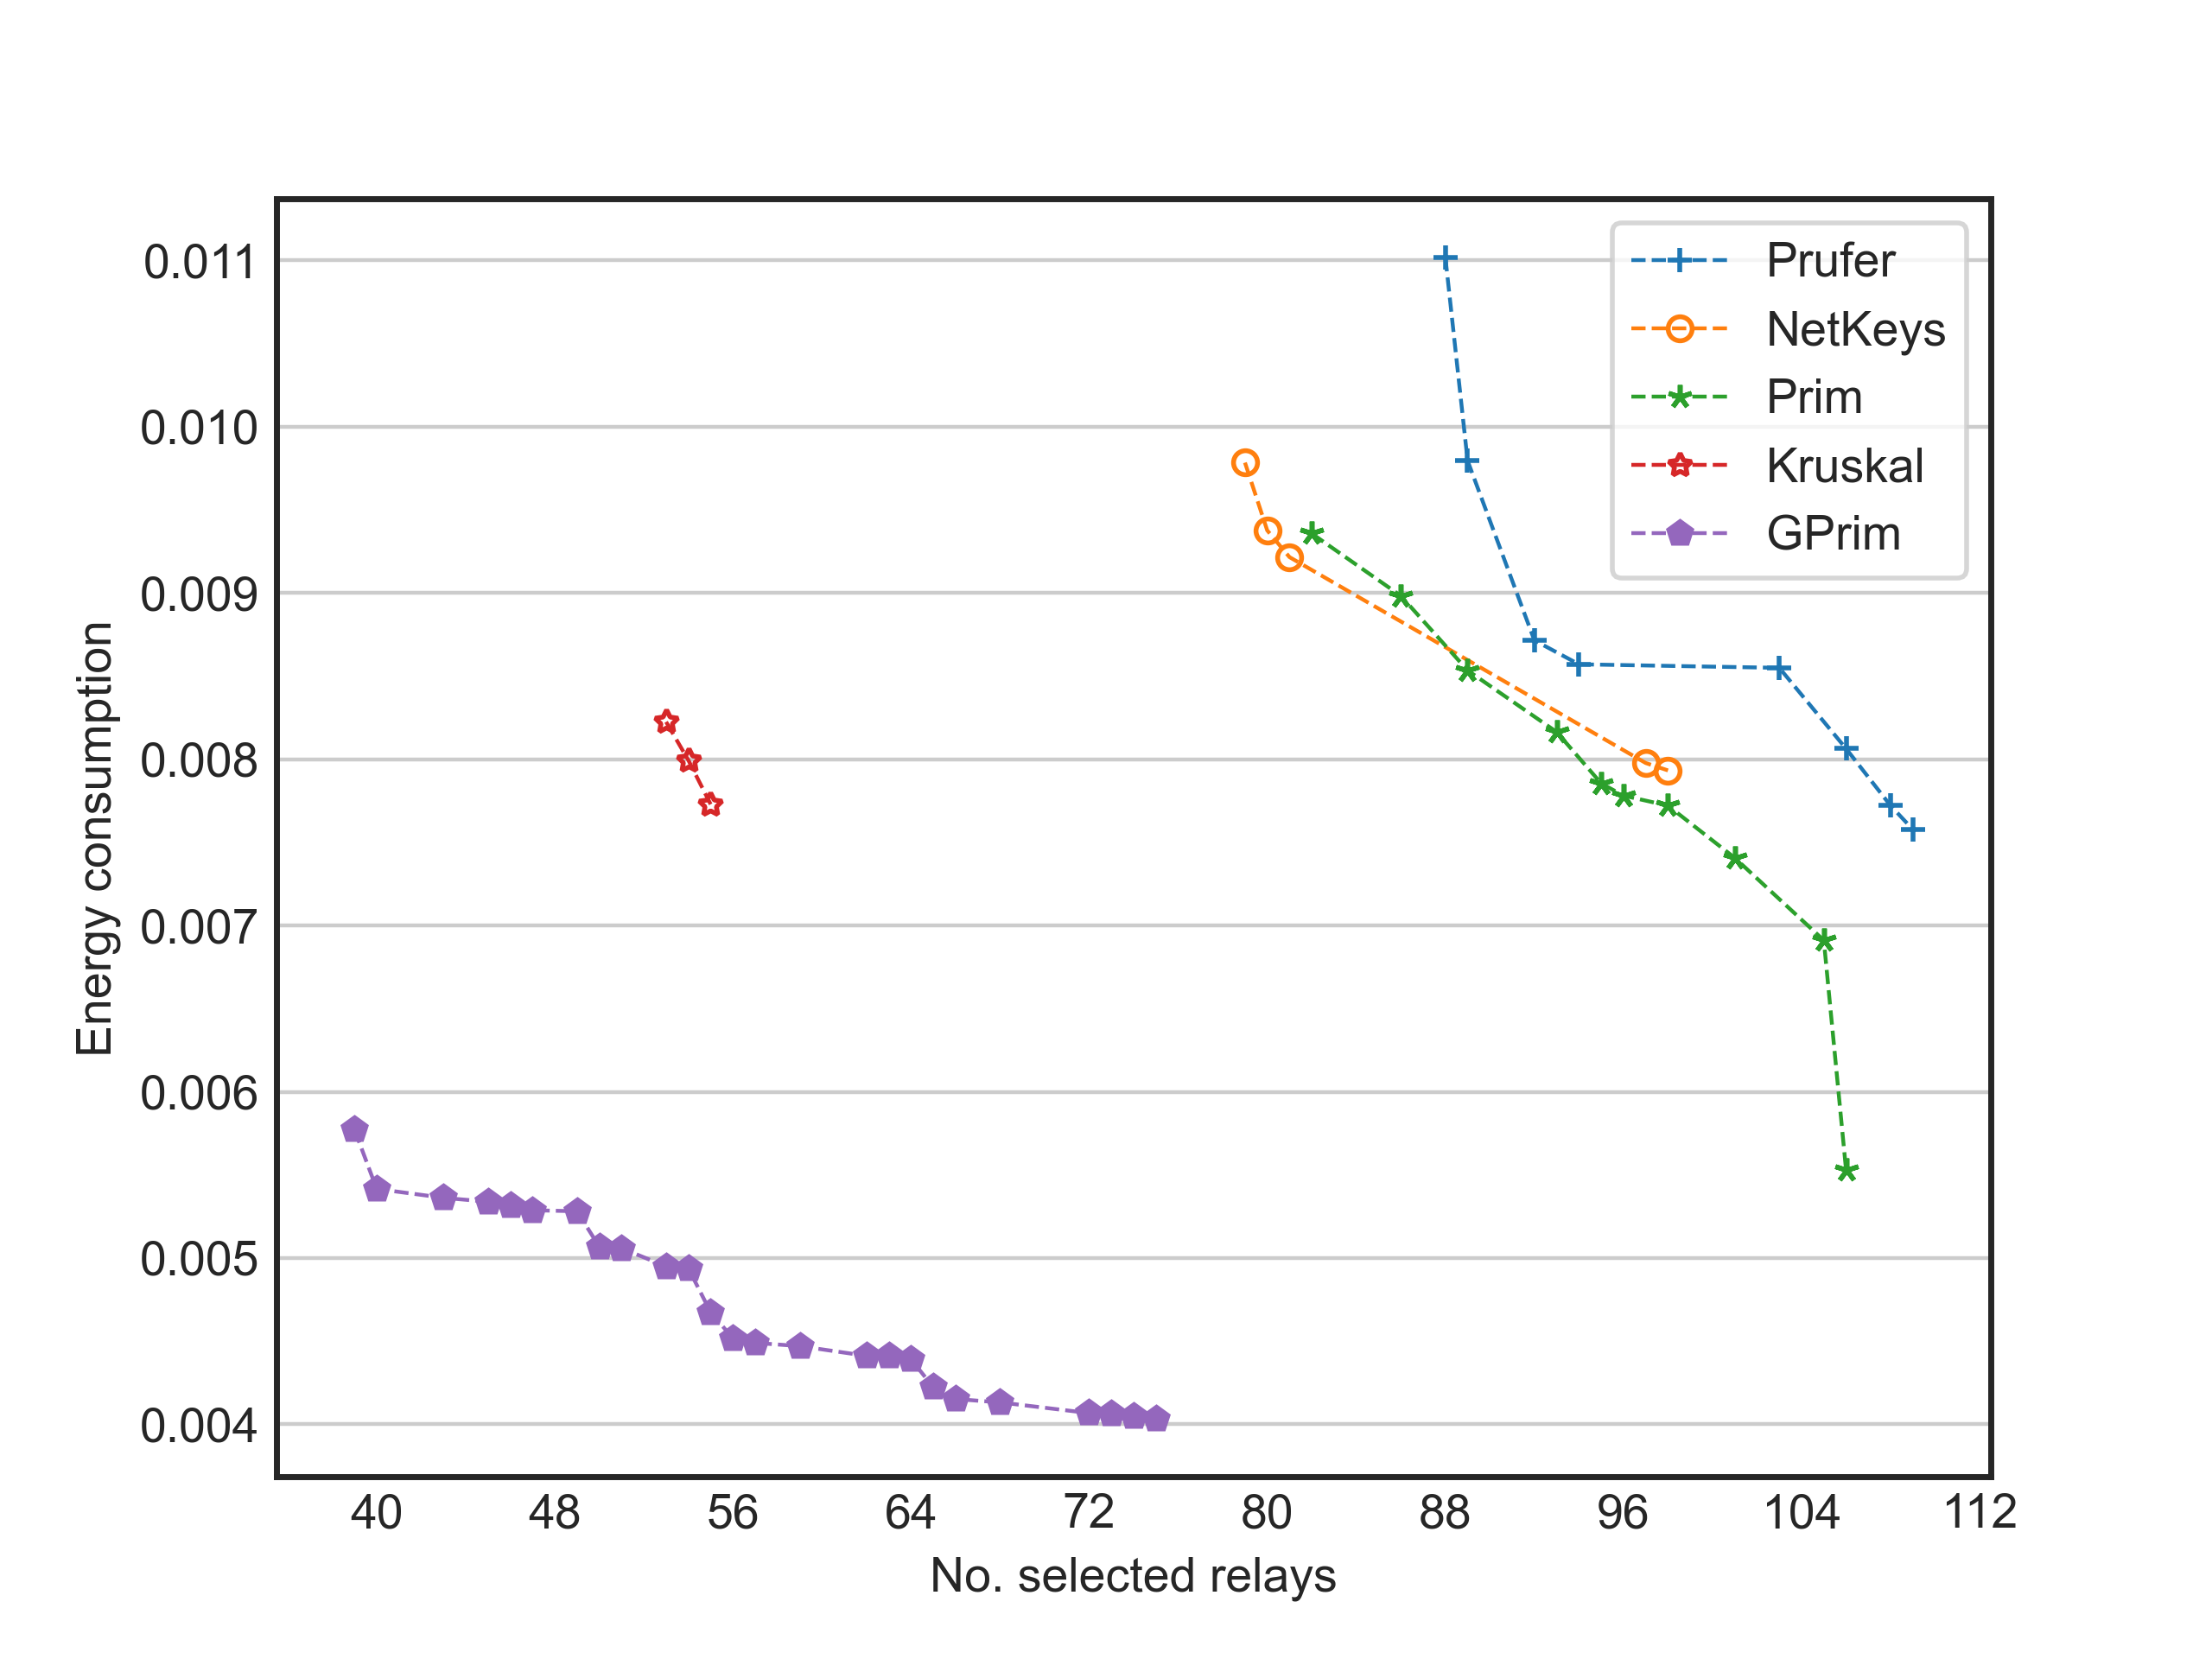 Prufer
NetKeys
Prim
Kruskal
GPrim
0.011
0.010
0.009
0.008
0.007
0.006
0.005
0.004
Energy consumption
40 48 56 64 72 80 88 96 104 112
No. selected relays